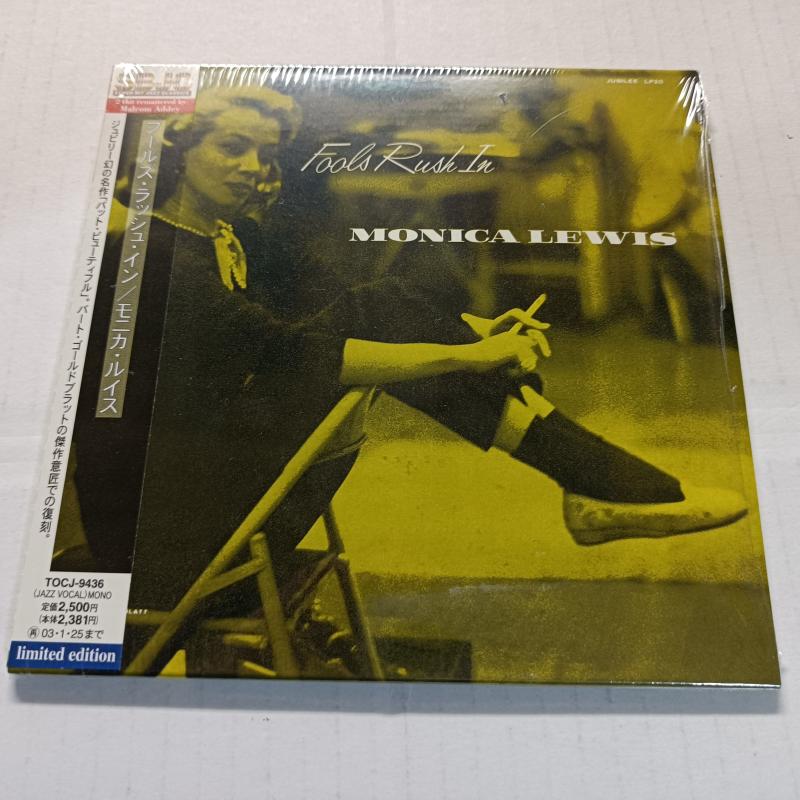 JUBILEE LP20
Fools Rush In
MONICA LEWIS
24bit remastered by
Malcom Addey
フールス・ラッシュ・イン/モニカ・ルイス
ジュビリー幻の名作「バット・ビューティフル」。バート・ゴールドブラットの傑作意匠での復刻。
TOCJ-9436
(JAZZ VOCAL) MONO
定価2,500円
(本体2,381円)
再 03・1・25まで
limited edition